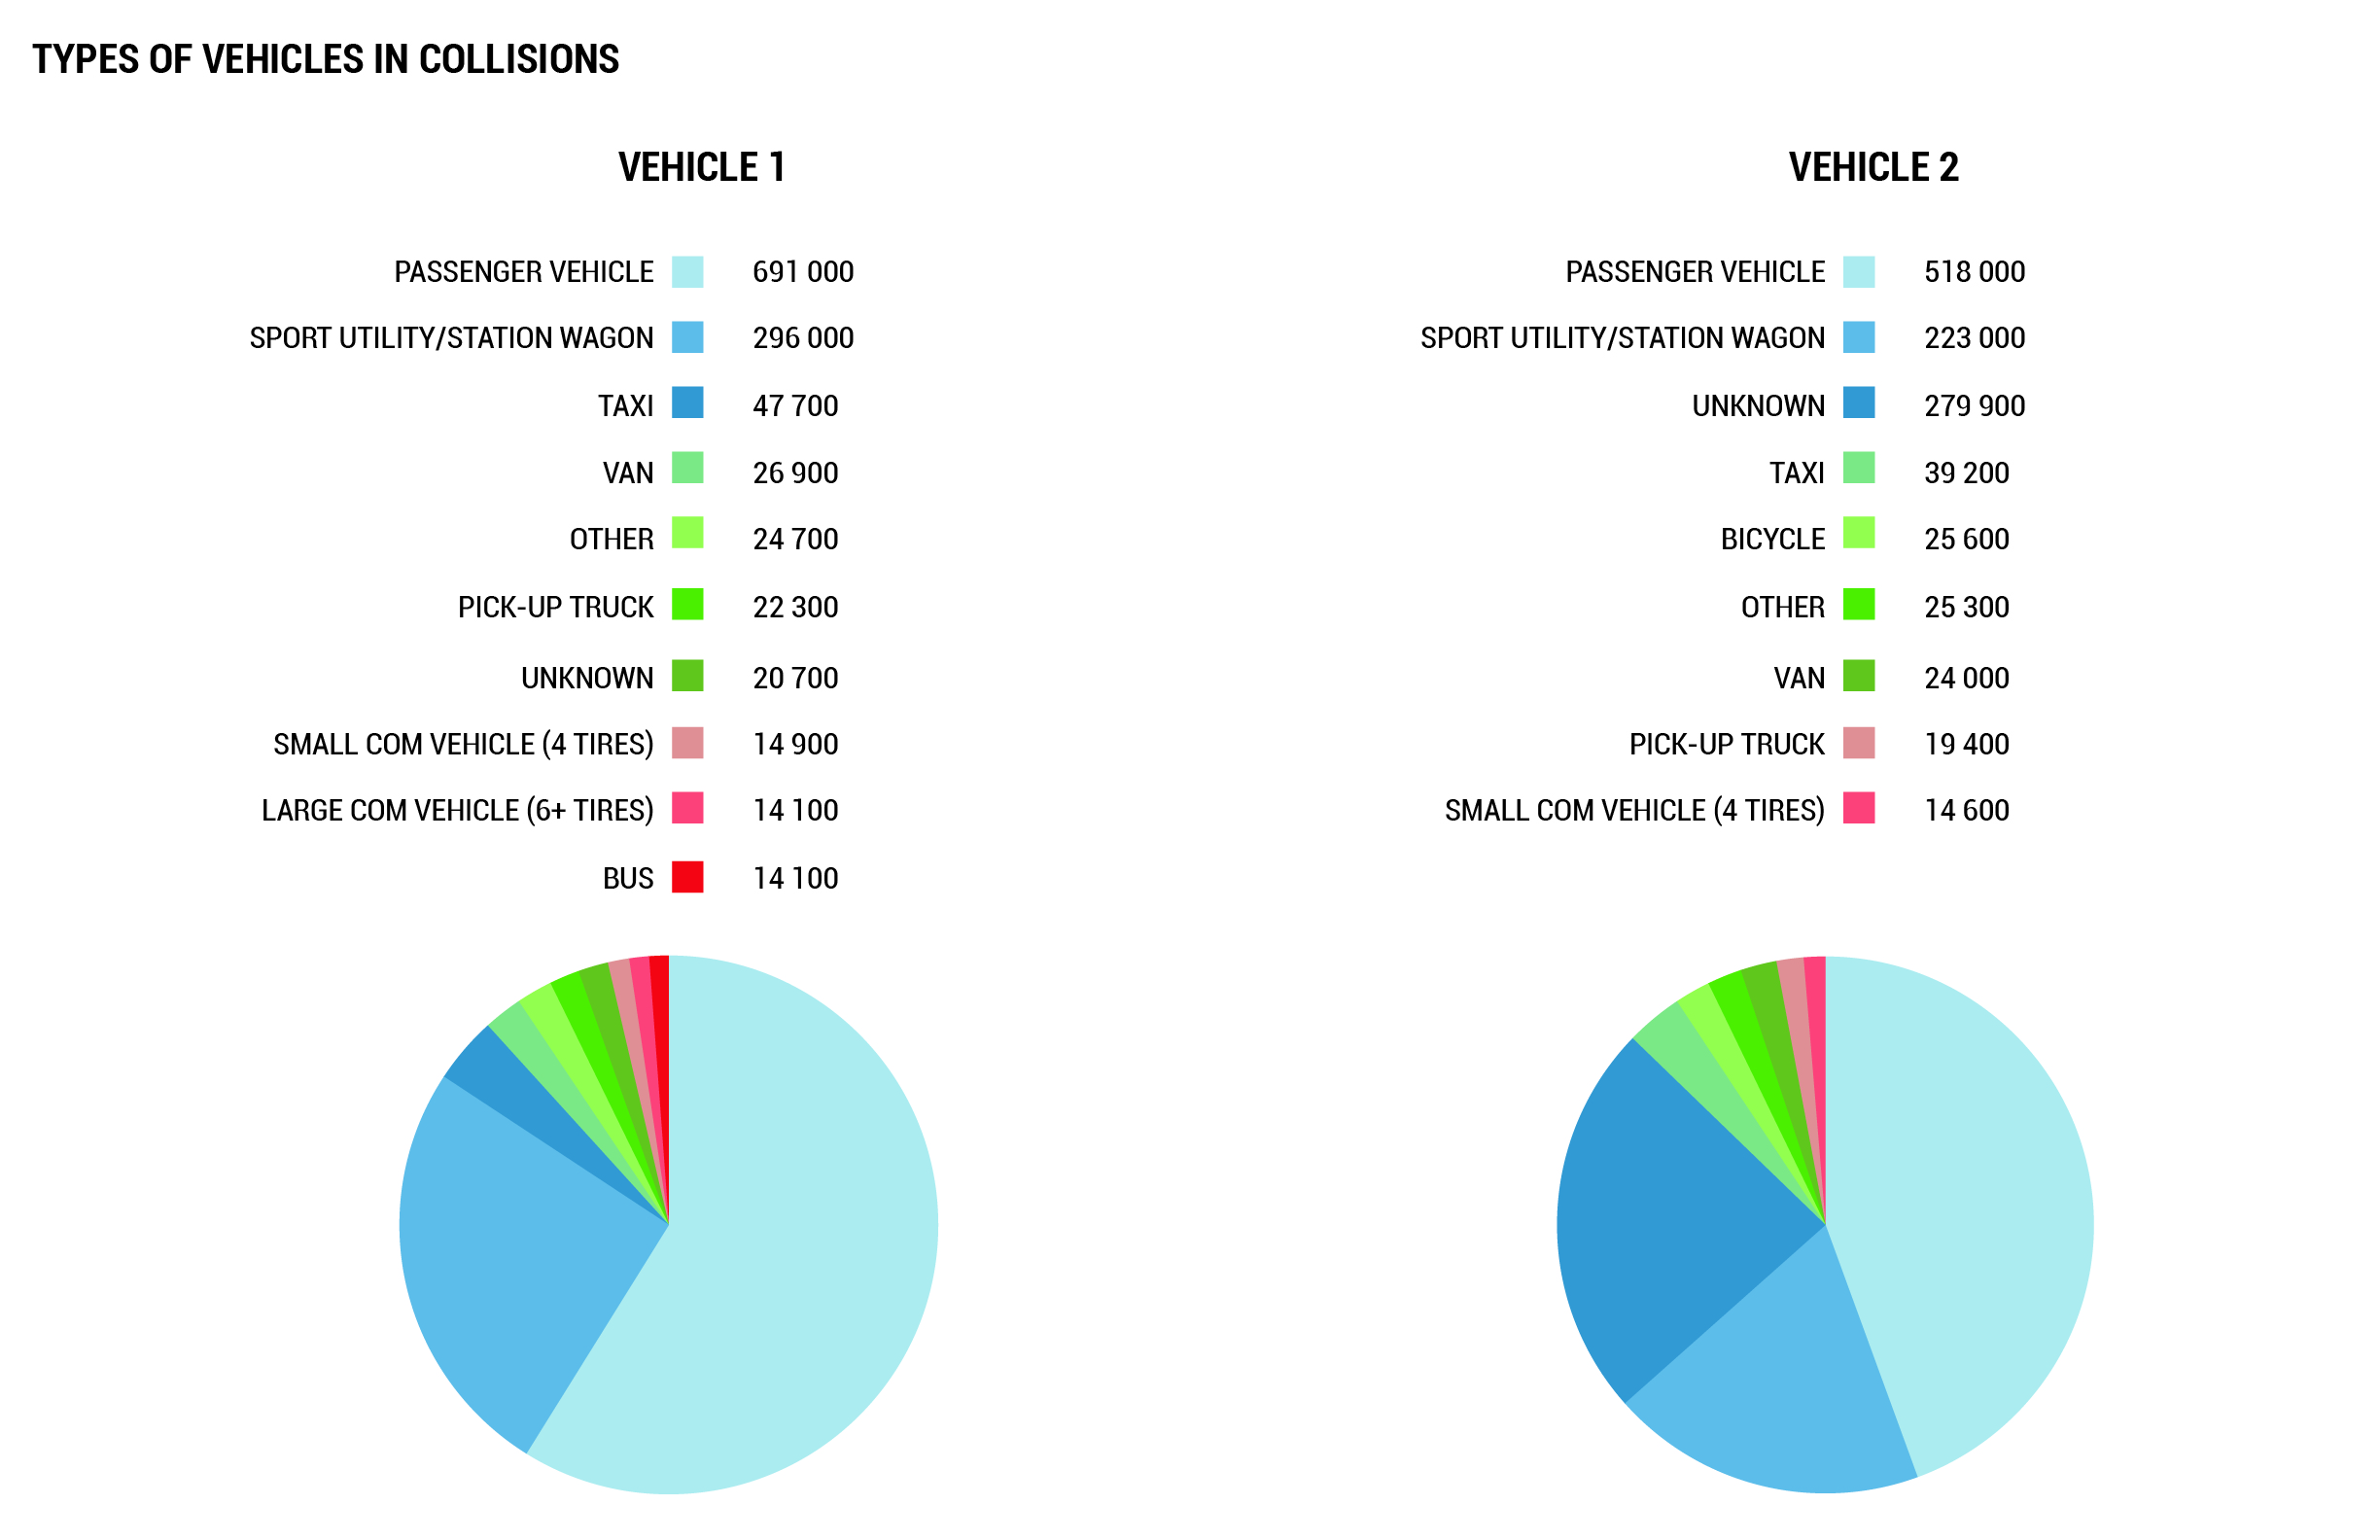 TYPES OF VEHICLES IN COLLISIONS
VEHICLE 1
PASSENGER VEHICLE 691 000
SPORT UTILITY/STATION WAGON 296 000
TAXI 47 700
VAN 26 900
OTHER 24 700
PICK-UP TRUCK 22 300
UNKNOWN 20 700
SMALL COM VEHICLE (4 TIRES) 14 900
LARGE COM VEHICLE (6+ TIRES) 14 100
BUS 14 100
VEHICLE 2
PASSENGER VEHICLE 518 000
SPORT UTILITY/STATION WAGON 223 000
UNKNOWN 279 900
TAXI 39 200
BICYCLE 25 600
OTHER 25 300
VAN 24 000
PICK-UP TRUCK 19 400
SMALL COM VEHICLE (4 TIRES) 14 600